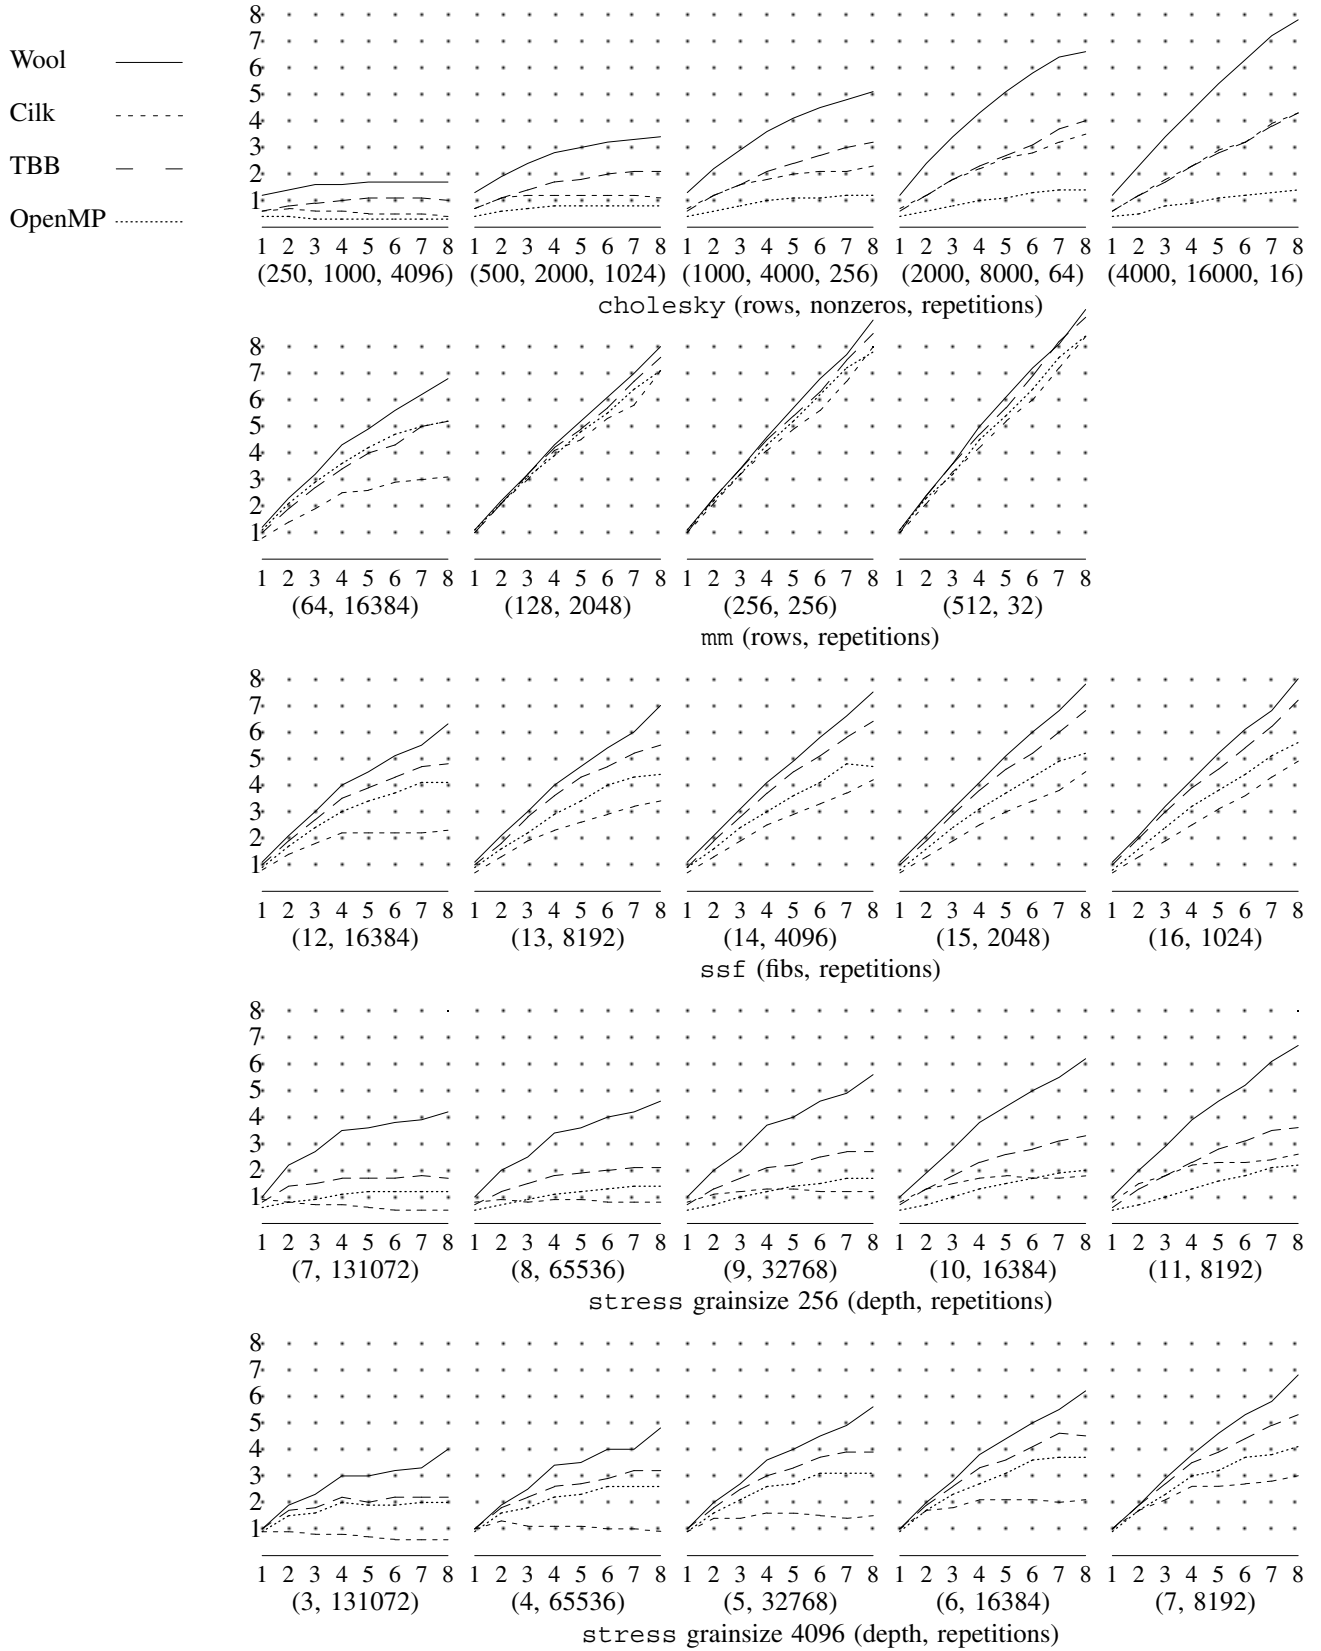 Wool
Cilk
TBB
OpenMP
8
7
6
5
4
3
2
1
1 2 3 4 5 6 7 8 1 2 3 4 5 6 7 8 1 2 3 4 5 6 7 8 1 2 3 4 5 6 7 8 1 2 3 4 5 6 7 8
(250, 1000, 4096) (500, 2000, 1024) (1000, 4000, 256) (2000, 8000, 64) (4000, 16000, 16)
cholesky (rows, nonzeros, repetitions)
8
7
6
5
4
3
2
1
1 2 3 4 5 6 7 8 1 2 3 4 5 6 7 8 1 2 3 4 5 6 7 8 1 2 3 4 5 6 7 8
(64, 16384) (128, 2048) (256, 256) (512, 32)
mm (rows, repetitions)
8
7
6
5
4
3
2
1
1 2 3 4 5 6 7 8 1 2 3 4 5 6 7 8 1 2 3 4 5 6 7 8 1 2 3 4 5 6 7 8 1 2 3 4 5 6 7 8
(12, 16384) (13, 8192) (14, 4096) (15, 2048) (16, 1024)
ssf (fibs, repetitions)
8
7
6
5
4
3
2
1
1 2 3 4 5 6 7 8 1 2 3 4 5 6 7 8 1 2 3 4 5 6 7 8 1 2 3 4 5 6 7 8 1 2 3 4 5 6 7 8
(7, 131072) (8, 65536) (9, 32768) (10, 16384) (11, 8192)
stress grainsize 256 (depth, repetitions)
8
7
6
5
4
3
2
1
1 2 3 4 5 6 7 8 1 2 3 4 5 6 7 8 1 2 3 4 5 6 7 8 1 2 3 4 5 6 7 8 1 2 3 4 5 6 7 8
(3, 131072) (4, 65536) (5, 32768) (6, 16384) (7, 8192)
stress grainsize 4096 (depth, repetitions)